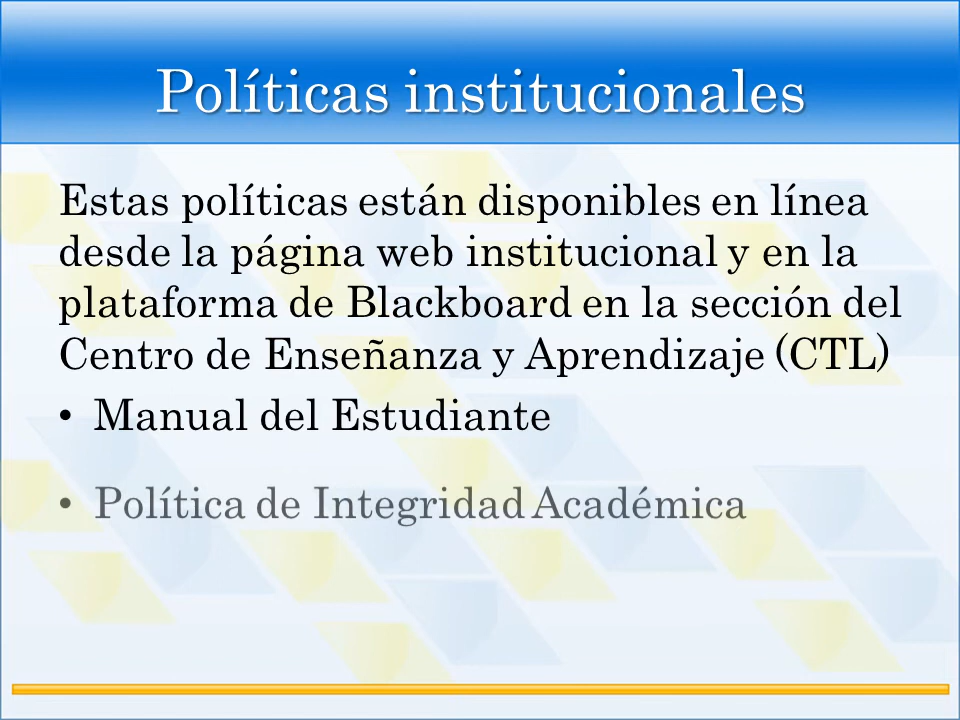 Políticas institucionales
Estas políticas están disponibles en línea
desde la página web institucional y en la
plataforma de Blackboard en la sección del
Centro de Enseñanza y Aprendizaje (CTL)
• Manual del Estudiante
• Política de Integridad Académica